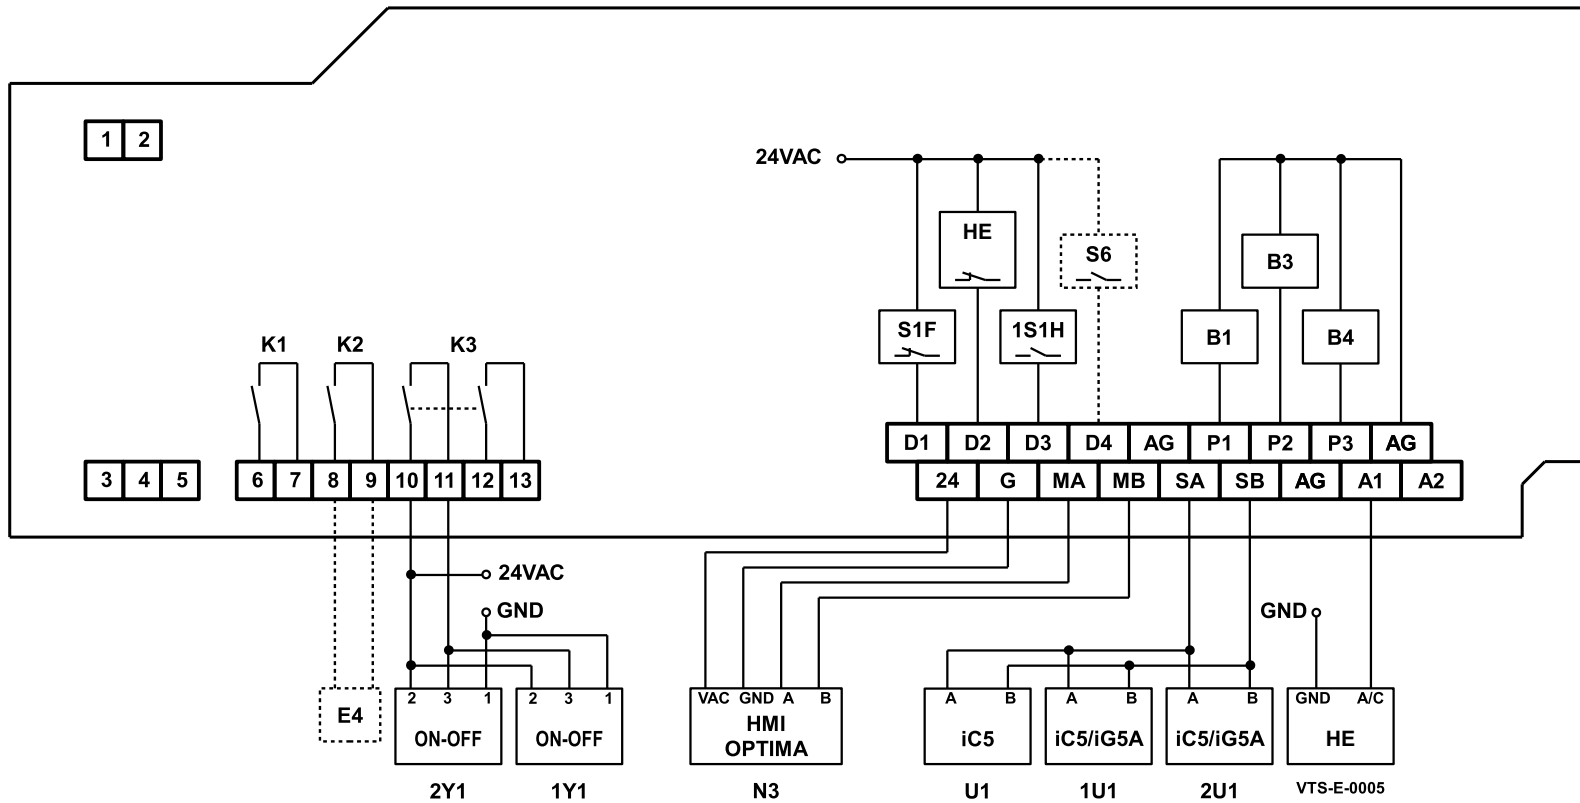 1 2
24VAC
HE
S6
B3
S1F
1S1H
B1
B4
K1 K2 K3
D1 D2 D3 D4 AG P1 P2 P3 AG
3 4 5
6 7 8 9 10 11 12 13
24 G MA MB SA SB AG A1 A2
24VAC
GND
GND
E4
2 3 1
ON-OFF
2Y1
2 3 1
ON-OFF
1Y1
VAC GND A B
HMI
OPTIMA
N3
A B
iC5
U1
A B
iC5/iG5A
1U1
A B
iC5/iG5A
2U1
GND A/C
HE
VTS-E-0005